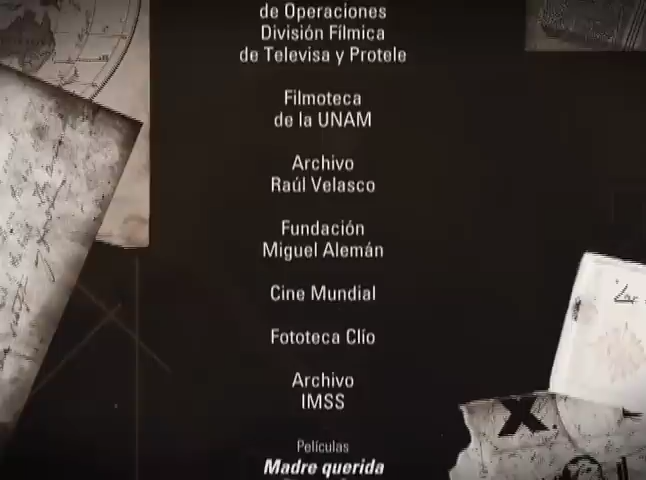 de Operaciones
División Fílmica
de Televisa y Protele
Filmoteca
de la UNAM
Archivo
Raúl Velasco
Fundación
Miguel Alemán
Cine Mundial
Fototeca Clío
Archivo
IMSS
Películas
Madre querida
X.